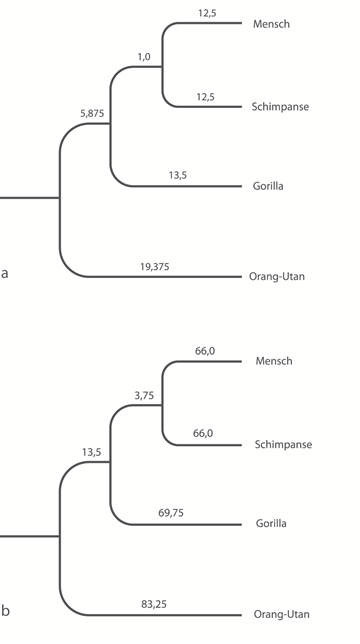 12,5
Mensch
1,0
12,5
Schimpanse
5,875
13,5
Gorilla
19,375
Orang-Utan
a
66,0
Mensch
3,75
66,0
Schimpanse
13,5
69,75
Gorilla
83,25
Orang-Utan
b